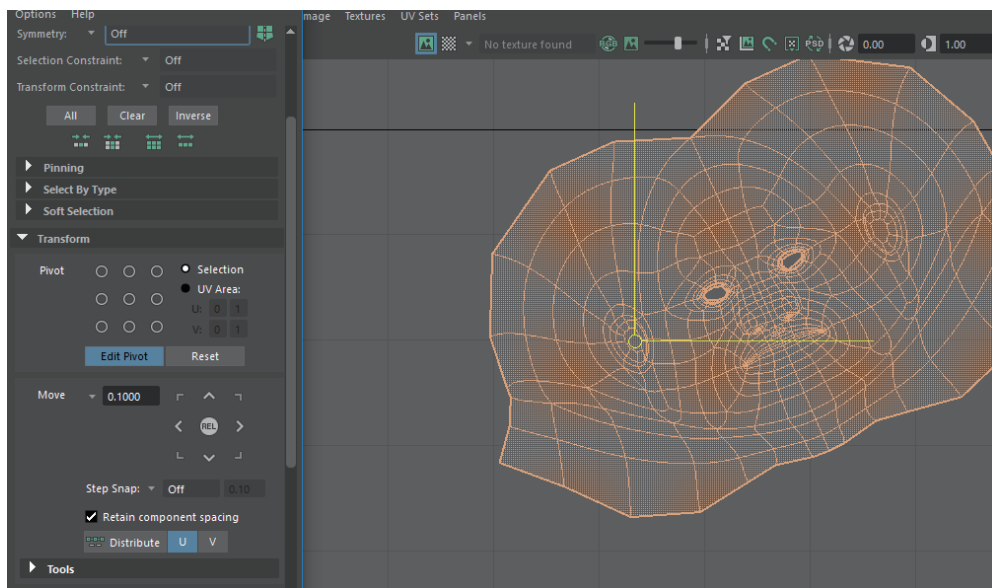 Options Help mage Textures UV Sets Panels
Symmetry: Off
No texture found RGB PSD 0.00 1.00
Selection Constraint: Off
Transform Constraint: Off
All Clear Inverse
Pinning
Select By Type
Soft Selection
Transform
Pivot Selection
UV Area:
U: 0 1
V: 0 1
Edit Pivot Reset
Move 0.1000
REL
Step Snap: Off 0.10
Retain component spacing
Distribute U V
Tools